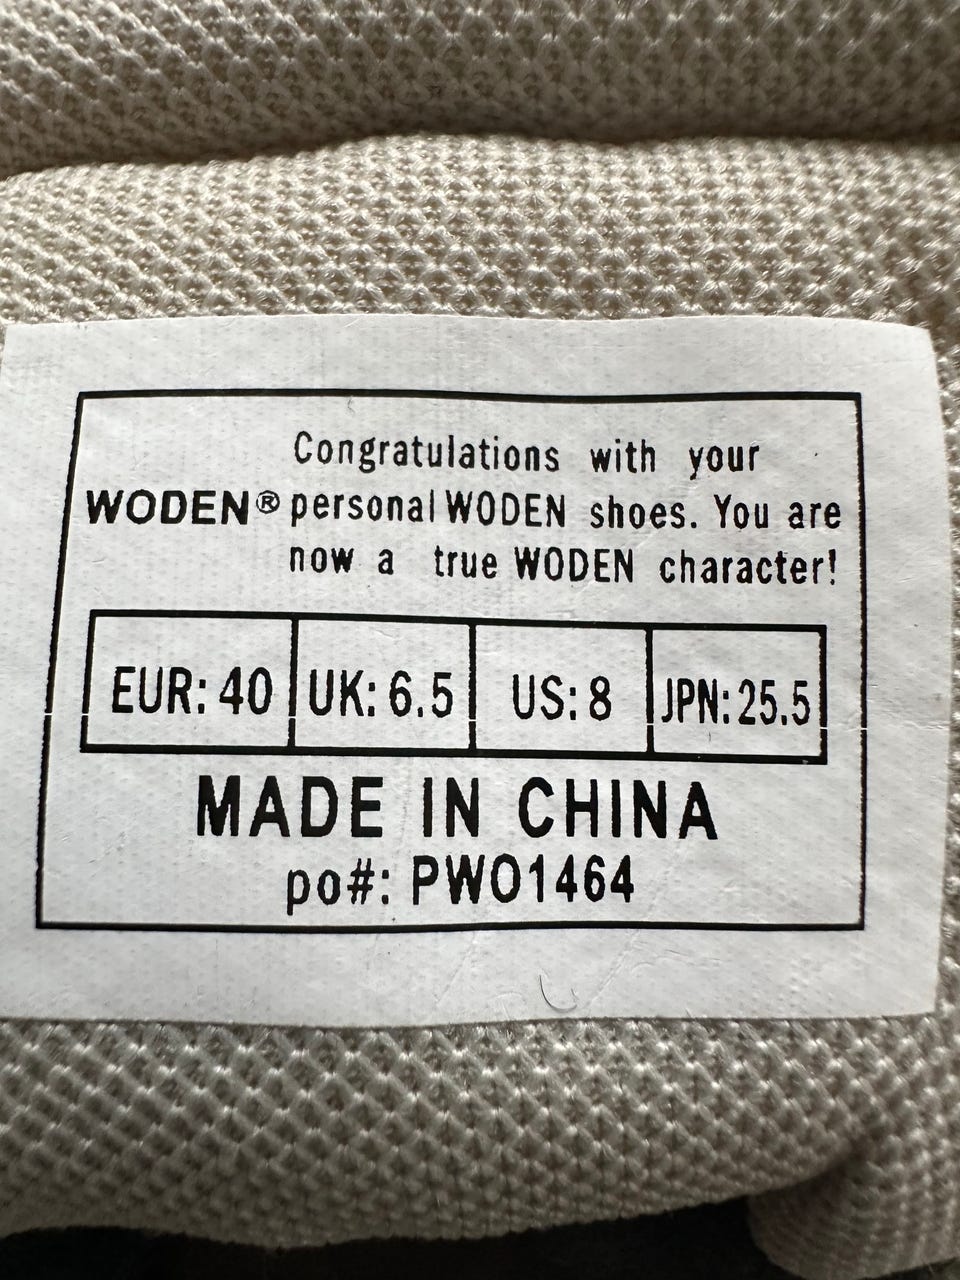 Congratulations with your
WODEN® personal WODEN shoes. You are
now a true WODEN character!
EUR: 40 UK: 6.5 US: 8 JPN: 25.5
MADE IN CHINA
po#: PWO1464